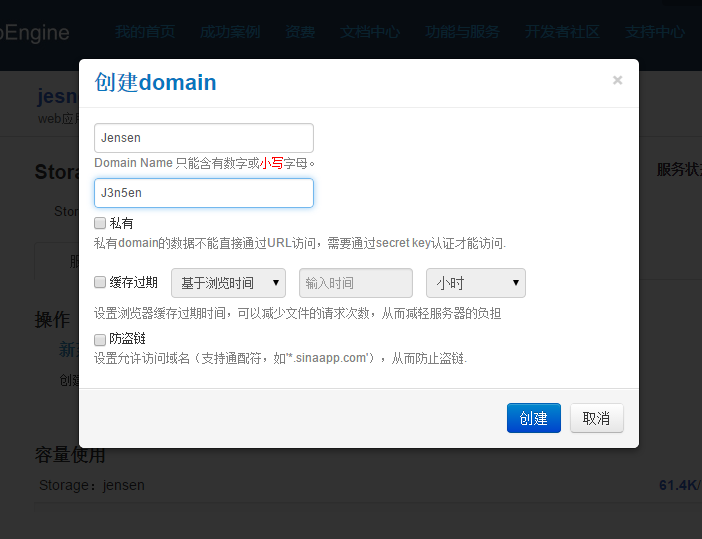 oEngine 我的首页 成功案例 资费 文档中心 功能与服务 开发者社区 支持中心
创建domain ×
jesn
web应用
Jensen
Domain Name 只能含有数字或小写字母。
Stora
服务状态
J3n5en
Stor
私有
私有domain的数据不能直接通过URL访问，需要通过secret key认证才能访问.
服
缓存过期 基于浏览时间 输入时间 小时
设置浏览器缓存过期时间，可以减少文件的请求次数，从而减轻服务器的负担
操作
防盗链
新
设置允许访问域名（支持通配符，如'*.sinaapp.com'），从而防止盗链.
创建
创建 取消
容量使用
Storage：jensen 61.4K/